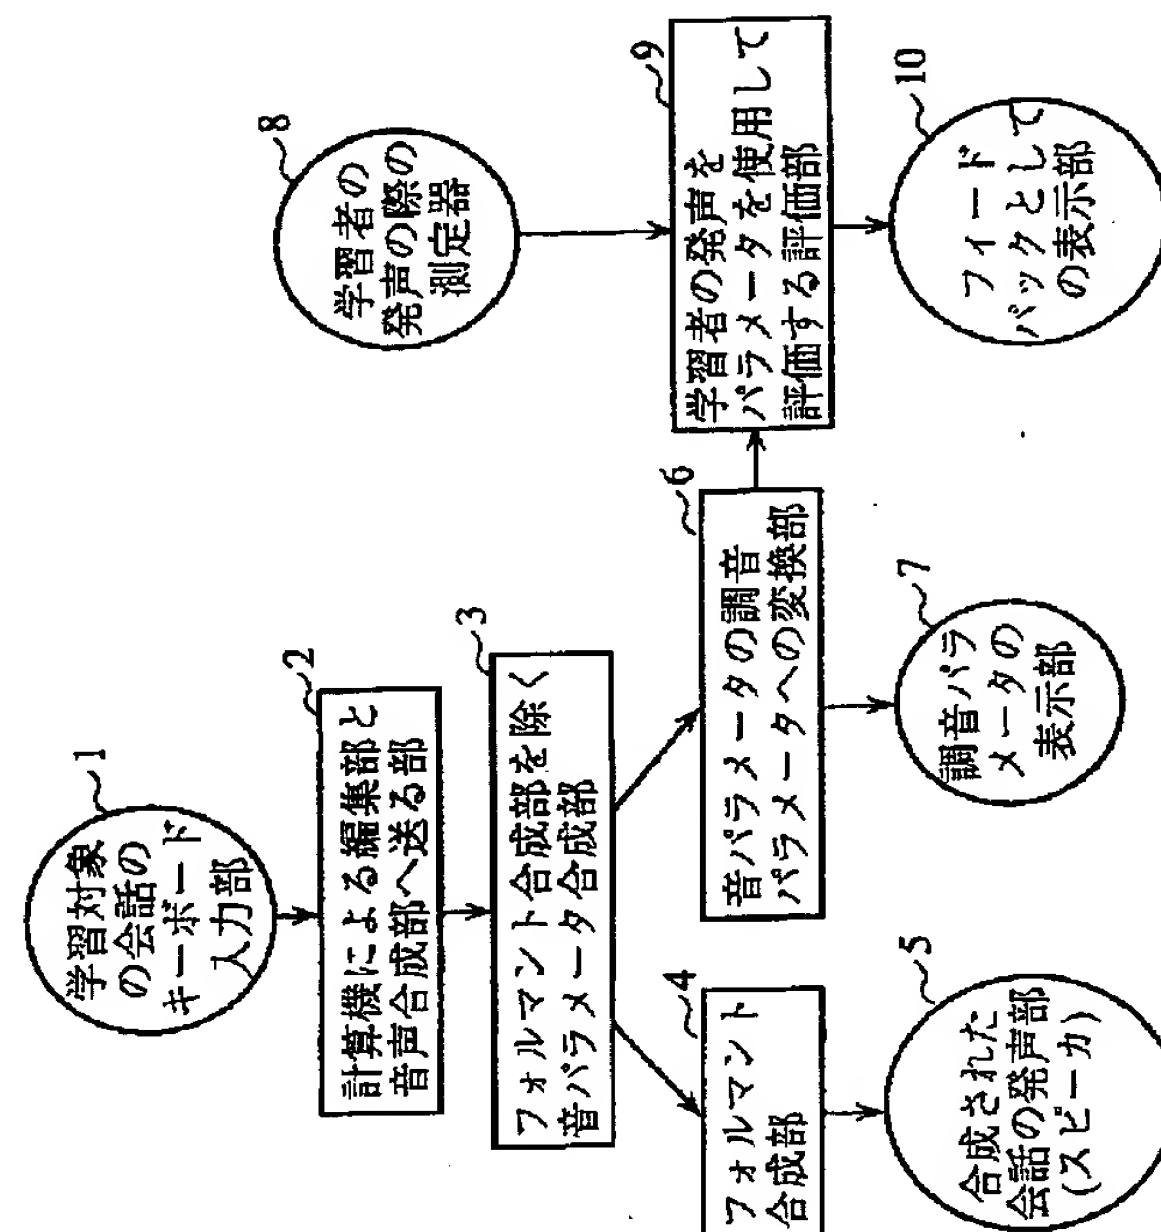 1
学習対象
の会話の
キーボード
入力部
2
計算機による編集部と
音声合成部へ送る部
3
フォルマント合成部を除く
音パラメータ合成部
4
フォルマント
合成部
5
合成された
会話の発声部
(スピーカ)
6
音パラメータの調音
パラメータへの変換部
7
調音パラ
メータの
表示部
8
学習者の
発声の際の
測定器
9
学習者の発声を
パラメータを使用して
評価する評価部
10
フィード
バックとして
の表示部